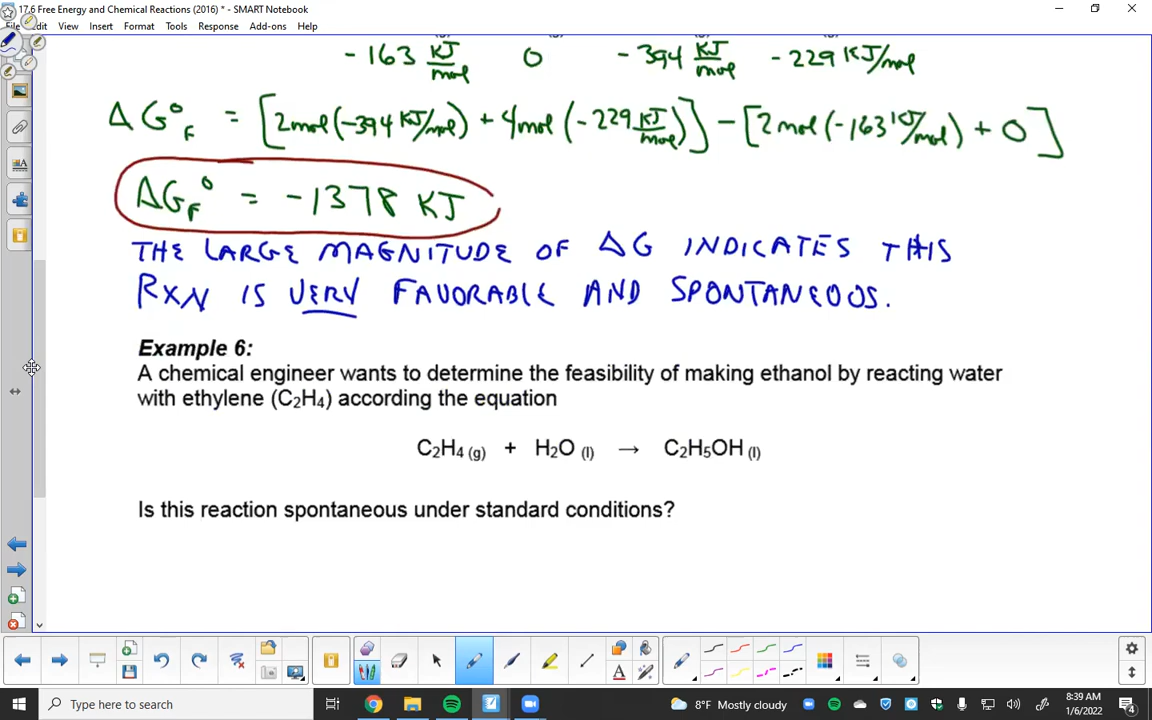 17.6 Free Energy and Chemical Reactions (2016) * - SMART Notebook
Edit View Insert Format Tools Response Add-ons Help
-163 KJ/mol 0 -394 KJ/mol -229 KJ/mol
ΔG°F = [2mol(-394 KJ/mol) + 4mol(-229 KJ/mol)] - [2mol(-163 KJ/mol) + 0]
ΔGF° = -1378 KJ
THE LARGE MAGNITUDE OF ΔG INDICATES THIS
RXN IS VERY FAVORABLE AND SPONTANEOUS.
Example 6:
A chemical engineer wants to determine the feasibility of making ethanol by reacting water
with ethylene (C₂H₄) according the equation
C₂H₄ (g) + H₂O (l) → C₂H₅OH (l)
Is this reaction spontaneous under standard conditions?
Type here to search
8°F Mostly cloudy
8:39 AM
1/6/2022
4